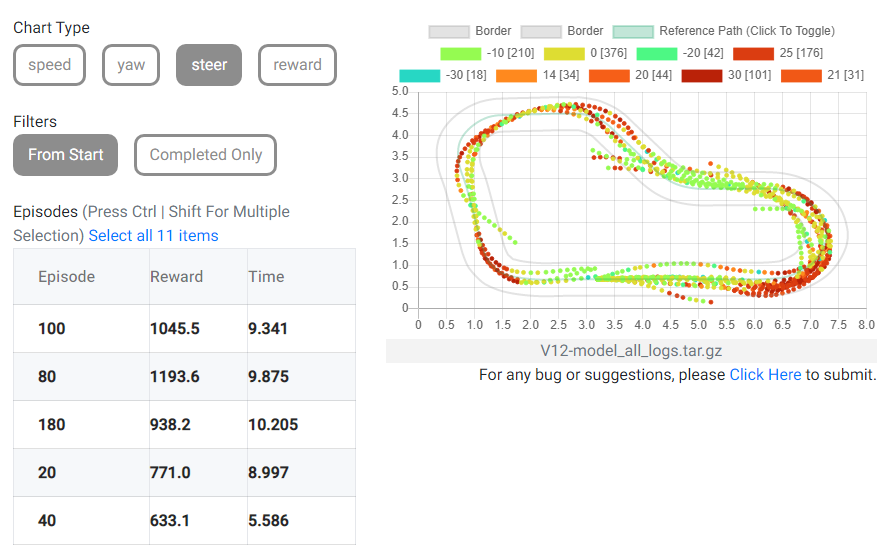 Chart Type
speed yaw steer reward
Filters
From Start Completed Only
Episodes (Press Ctrl | Shift For Multiple
Selection) Select all 11 items
Episode Reward Time
100 1045.5 9.341
80 1193.6 9.875
180 938.2 10.205
20 771.0 8.997
40 633.1 5.586
Border Border Reference Path (Click To Toggle)
-10 [210] 0 [376] -20 [42] 25 [176]
-30 [18] 14 [34] 20 [44] 30 [101] 21 [31]
5.0
4.5
4.0
3.5
3.0
2.5
2.0
1.5
1.0
0.5
0
0 0.5 1.0 1.5 2.0 2.5 3.0 3.5 4.0 4.5 5.0 5.5 6.0 6.5 7.0 7.5 8.0
V12-model_all_logs.tar.gz
For any bug or suggestions, please Click Here to submit.